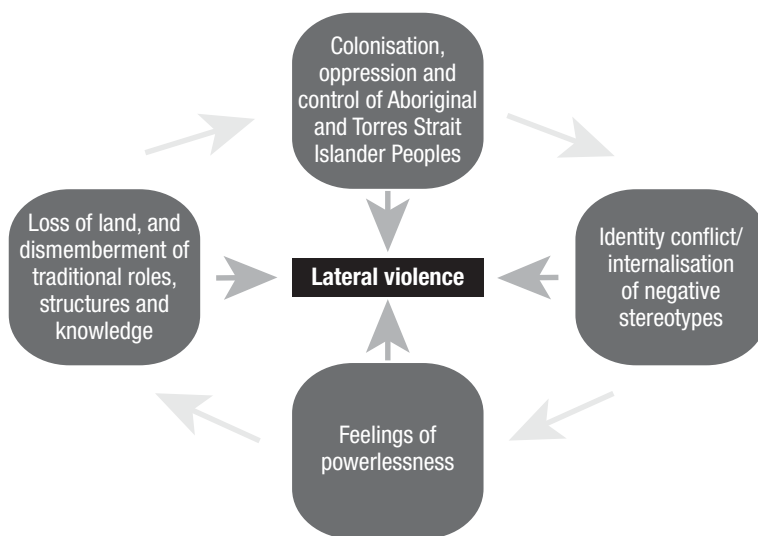 Colonisation,
oppression and
control of Aboriginal
and Torres Strait
Islander Peoples
Loss of land, and
dismemberment of
traditional roles,
structures and
knowledge
Lateral violence
Identity conflict/
internalisation
of negative
stereotypes
Feelings of
powerlessness